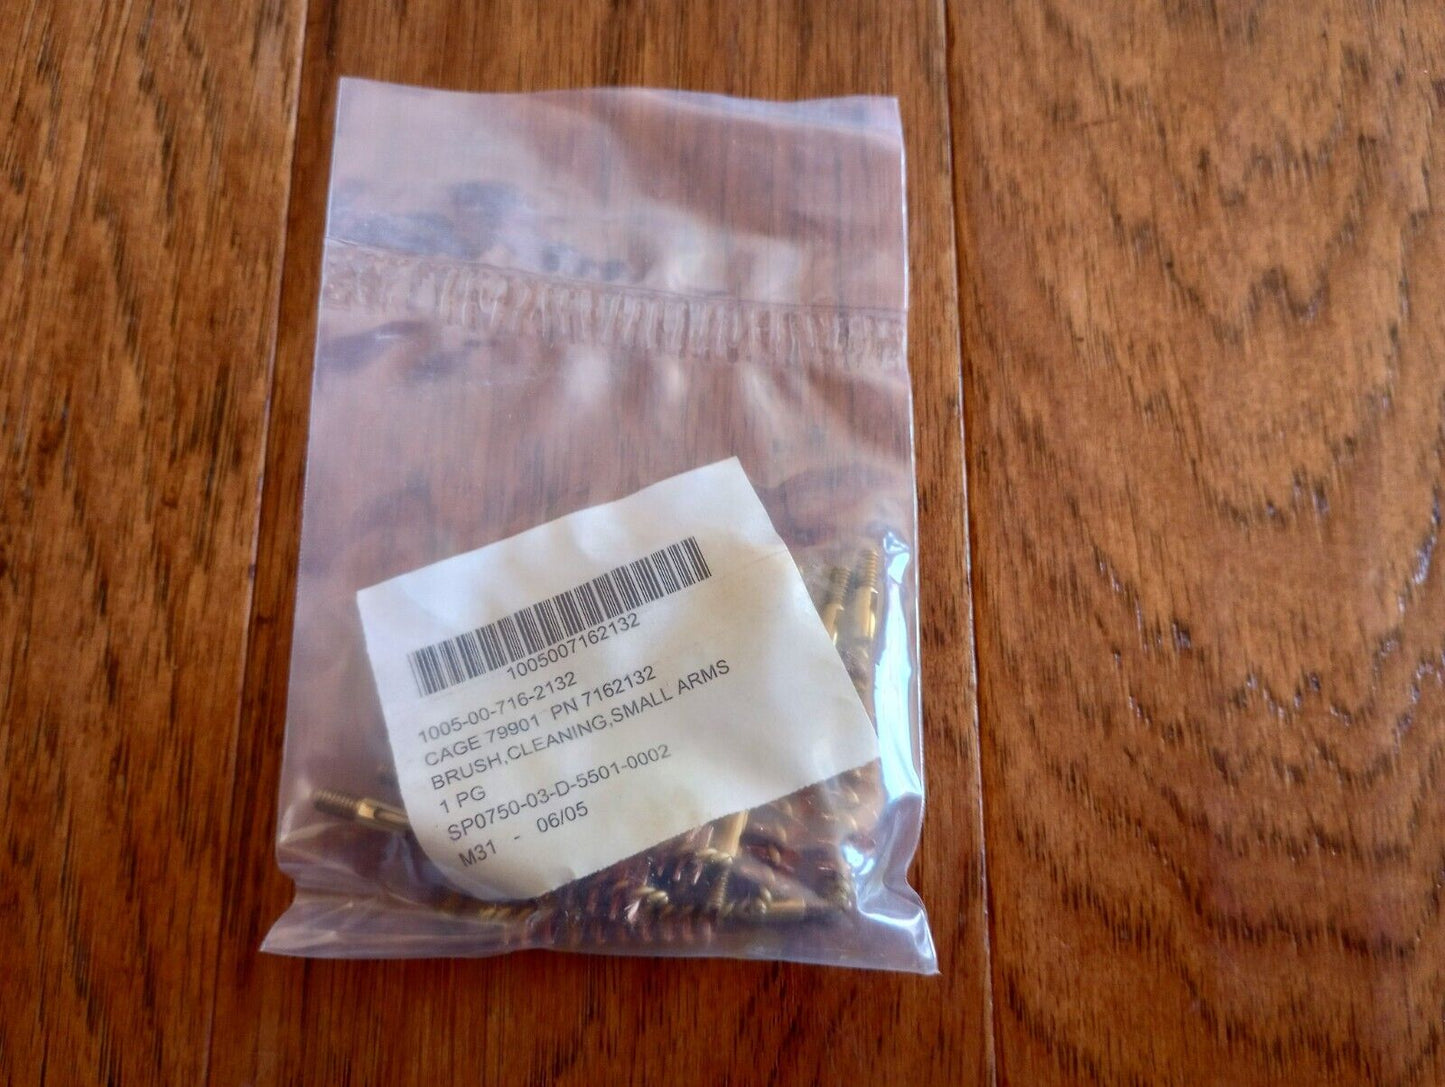 1005007162132
1005-00-716-2132
CAGE 79901 PN 7162132
BRUSH,CLEANING,SMALL ARMS
1 PG
SP0750-03-D-5501-0002
M31 - 06/05